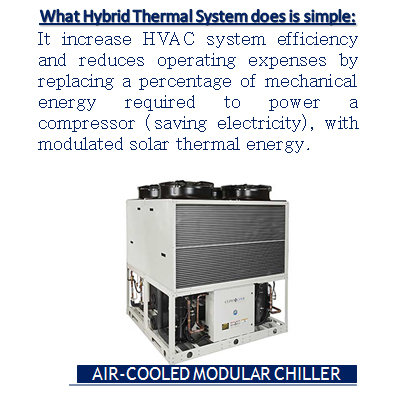 What Hybrid Thermal System does is simple:
It increase HVAC system efficiency
and reduces operating expenses by
replacing a percentage of mechanical
energy required to power a
compressor (saving electricity), with
modulated solar thermal energy.
AIR-COOLED MODULAR CHILLER